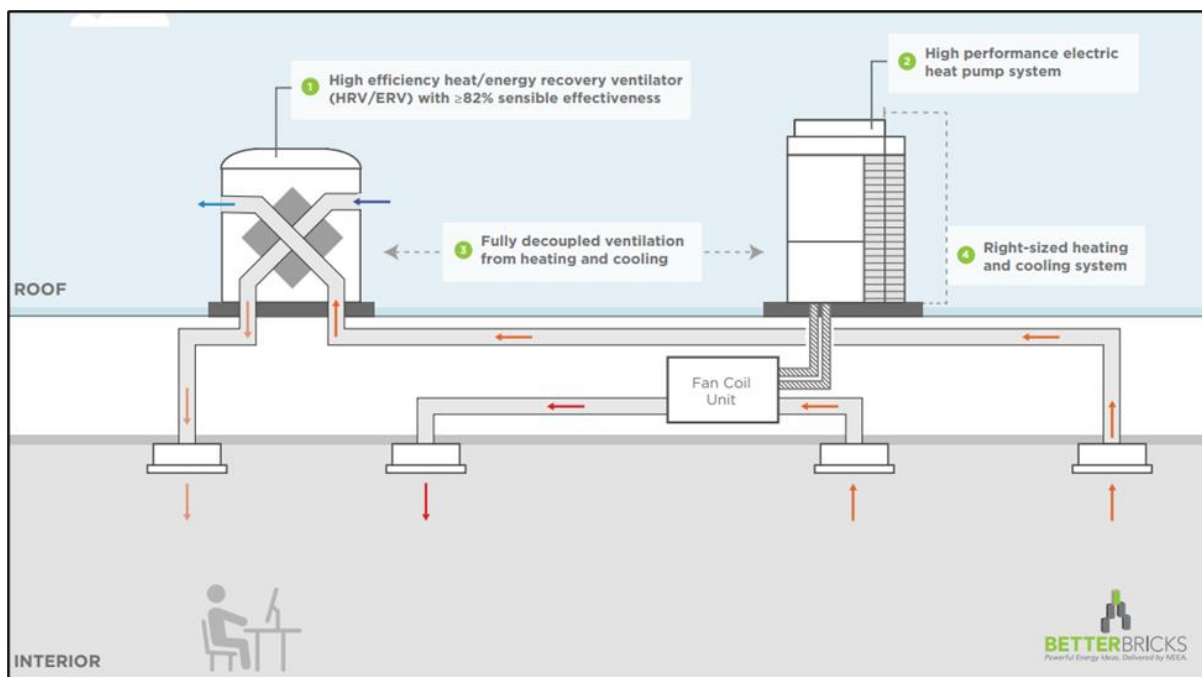 1
High efficiency heat/energy recovery ventilator
(HRV/ERV) with ≥82% sensible effectiveness
2
High performance electric
heat pump system
3
Fully decoupled ventilation
from heating and cooling
4
Right-sized heating
and cooling system
ROOF
Fan Coil
Unit
INTERIOR
BETTERBRICKS
Powerful Energy Ideas. Delivered by NEEA.